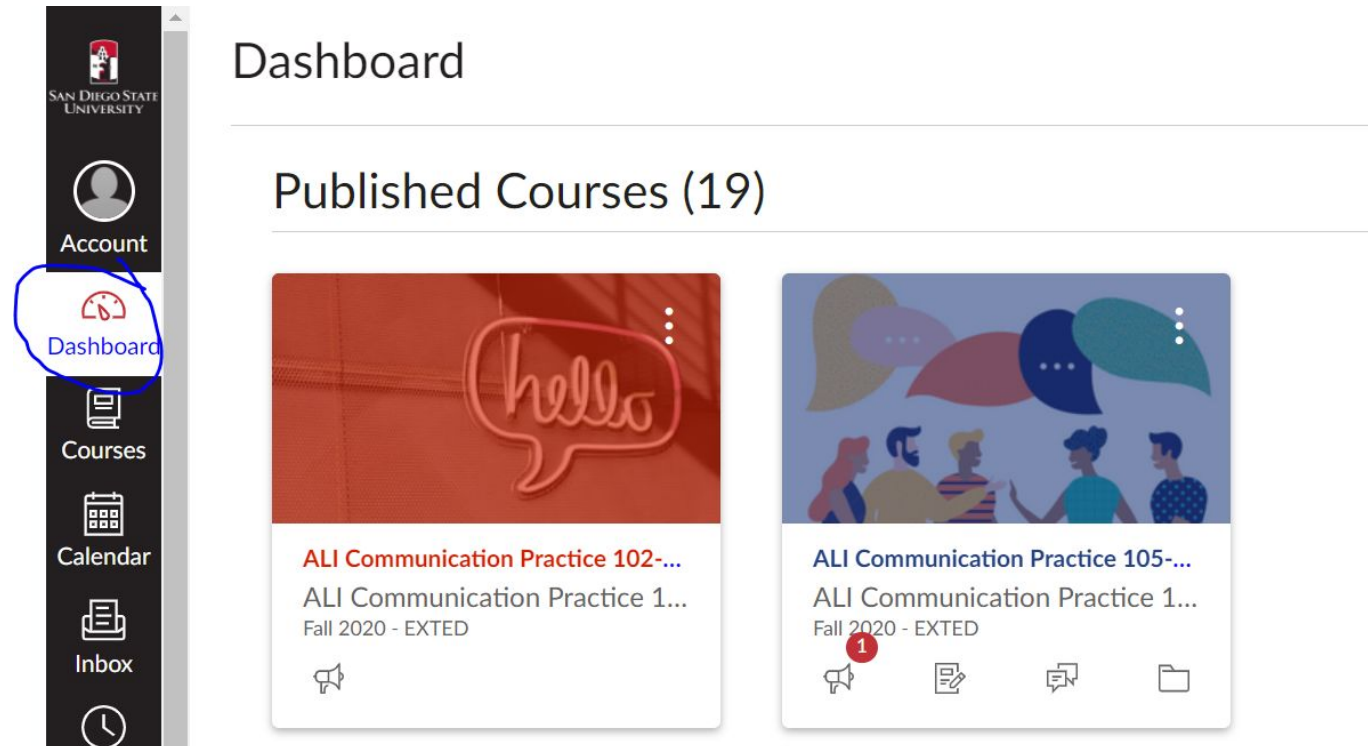 SAN DIEGO STATE
UNIVERSITY
Account
Dashboard
Courses
Calendar
Inbox
Dashboard
Published Courses (19)
hello
ALI Communication Practice 102-...
ALI Communication Practice 1...
Fall 2020 - EXTED
ALI Communication Practice 105-...
ALI Communication Practice 1...
Fall 2020 - EXTED
1